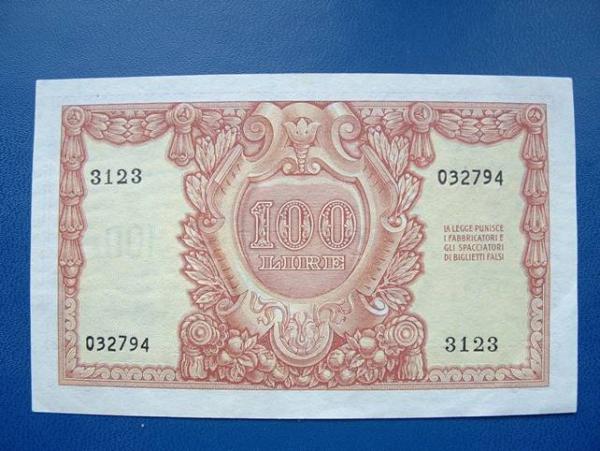 3123
032794
100
LIRE
LA LEGGE PUNISCE
I FABBRICATORI E
GLI SPACCIATORI
DI BIGLIETTI FALSI
032794
3123